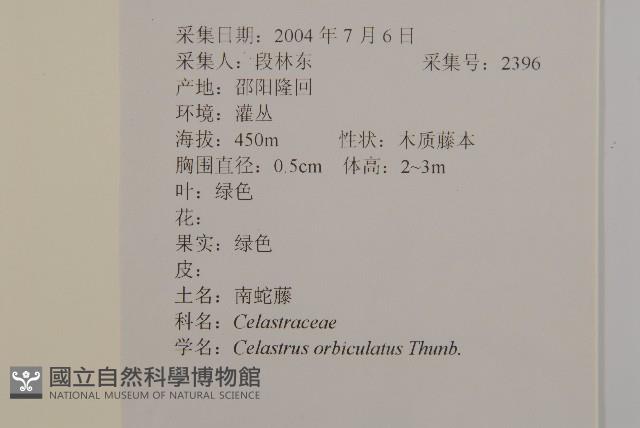 采集日期：2004 年 7 月 6 日
采集人：段林东 采集号：2396
产地：邵阳隆回
环境：灌丛
海拔：450m 性状：木质藤本
胸围直径：0.5cm 体高：2~3m
叶：绿色
花：
果实：绿色
皮：
土名：南蛇藤
科名：Celastraceae
学名：Celastrus orbiculatus Thunb.
國立自然科學博物館
NATIONAL MUSEUM OF NATURAL SCIENCE